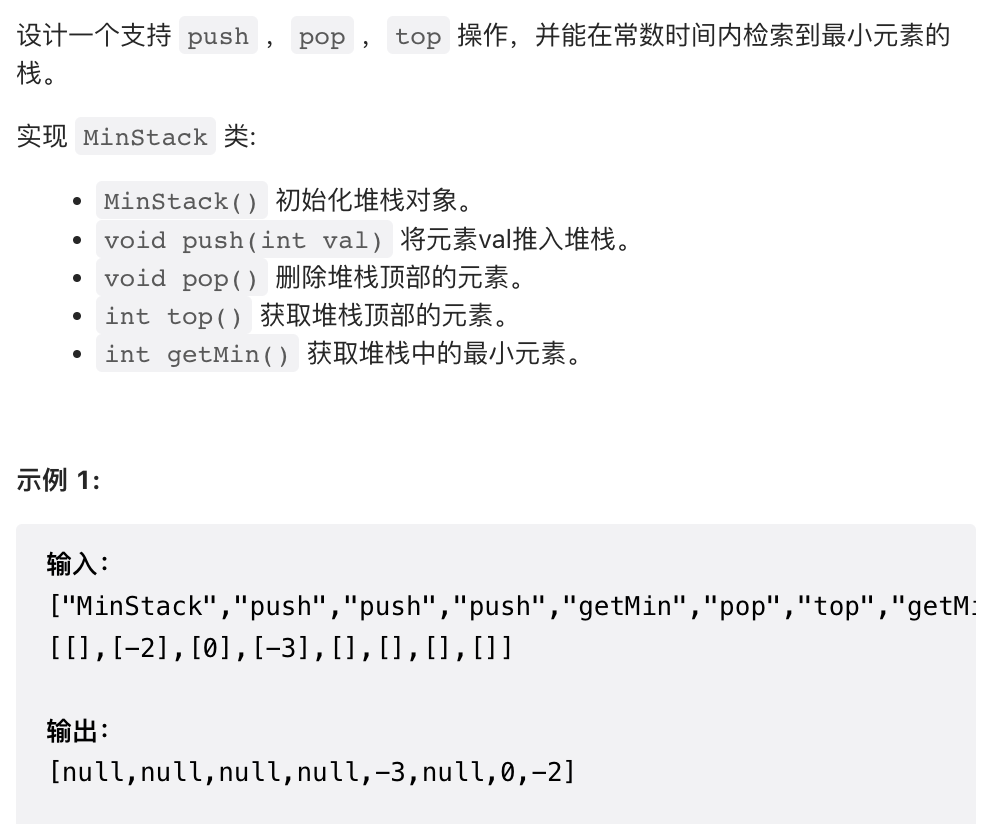 设计一个支持 push ，pop ，top 操作，并能在常数时间内检索到最小元素的
栈。
实现 MinStack 类:
• MinStack() 初始化堆栈对象。
• void push(int val) 将元素val推入堆栈。
• void pop() 删除堆栈顶部的元素。
• int top() 获取堆栈顶部的元素。
• int getMin() 获取堆栈中的最小元素。
示例 1:
输入：
["MinStack","push","push","push","getMin","pop","top","getMi
[[],[-2],[0],[-3],[],[],[],[]]
输出：
[null,null,null,null,-3,null,0,-2]